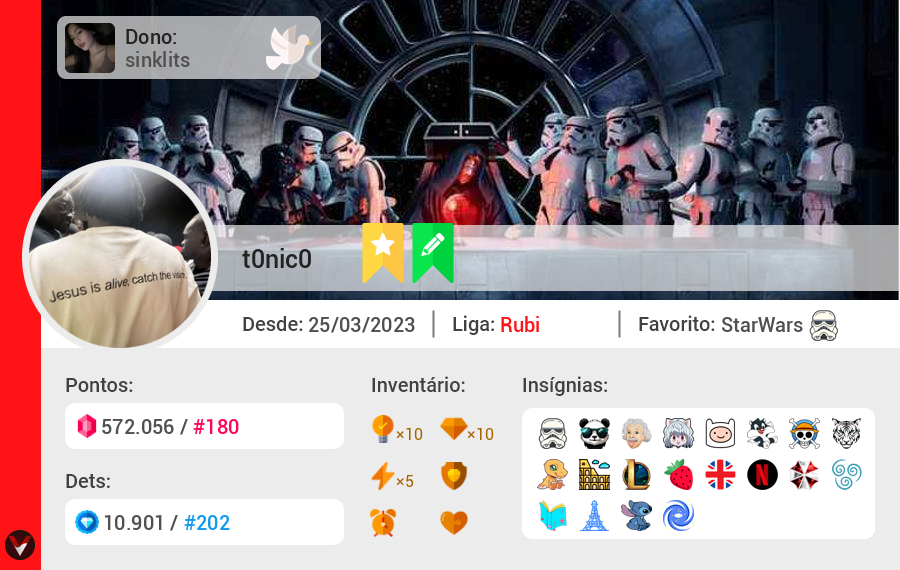 Dono:
sinklits
t0nic0
Jesus is alive, catch the
Desde: 25/03/2023
Liga: Rubi
Favorito: StarWars
Pontos:
572.056 / #180
Dets:
10.901 / #202
Inventário:
×10
×10
×5
Insígnias:
L
N